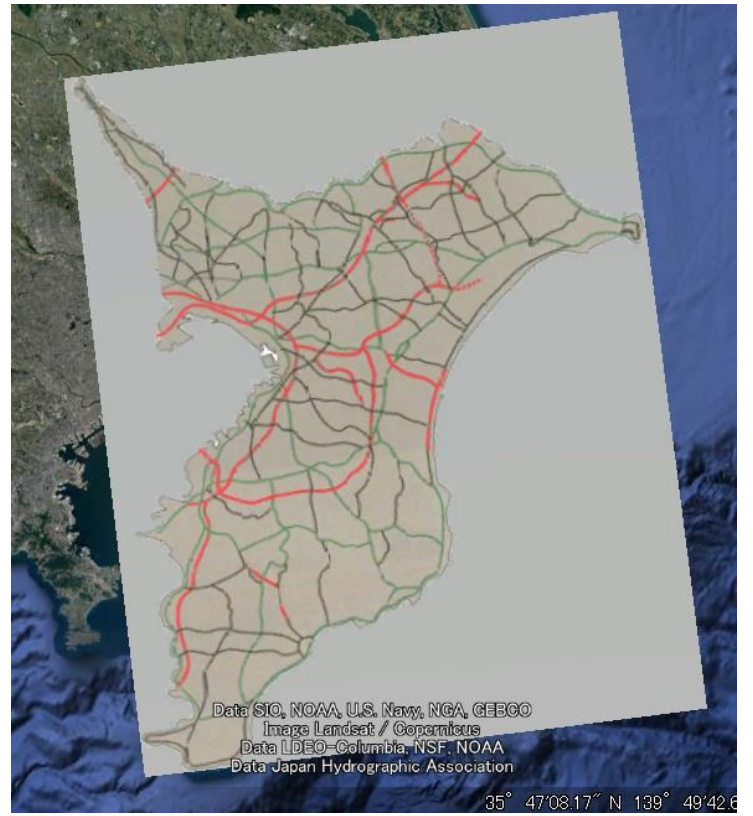 Data SIO, NOAA, U.S. Navy, NGA, GEBCO
Image Landsat / Copernicus
Data LDEO-Columbia, NSF, NOAA
Data Japan Hydrographic Association
35° 47'08.17" N 139° 49'42.6